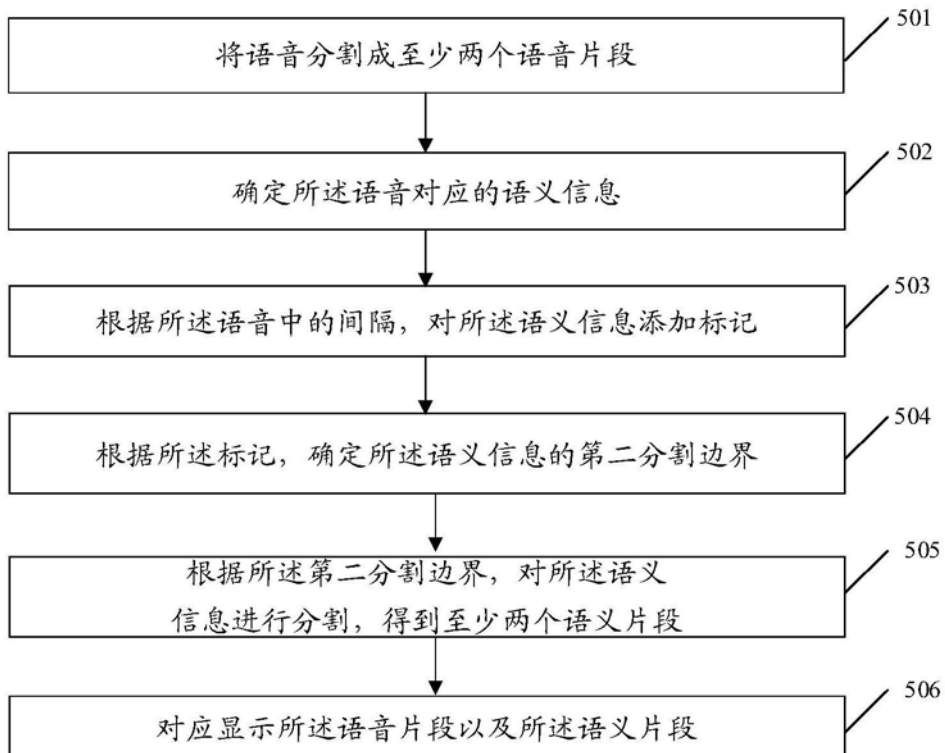 501
将语音分割成至少两个语音片段
502
确定所述语音对应的语义信息
503
根据所述语音中的间隔，对所述语义信息添加标记
504
根据所述标记，确定所述语义信息的第二分割边界
505
根据所述第二分割边界，对所述语义
信息进行分割，得到至少两个语义片段
506
对应显示所述语音片段以及所述语义片段